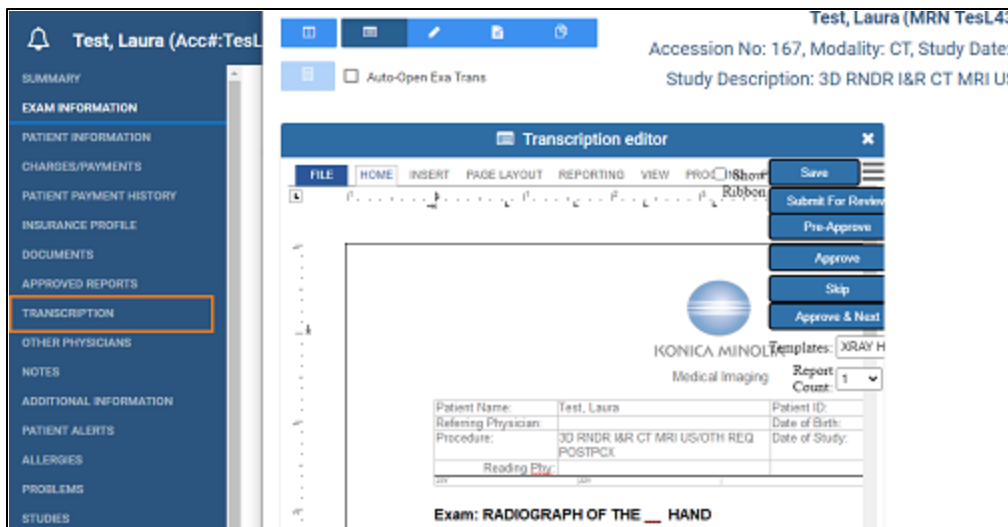 Test, Laura (Acc#:TesL
SUMMARY
EXAM INFORMATION
PATIENT INFORMATION
CHARGES/PAYMENTS
PATIENT PAYMENT HISTORY
INSURANCE PROFILE
DOCUMENTS
APPROVED REPORTS
TRANSCRIPTION
OTHER PHYSICIANS
NOTES
ADDITIONAL INFORMATION
PATIENT ALERTS
ALLERGIES
PROBLEMS
STUDIES
Test, Laura (MRN TesL43
Accession No: 167, Modality: CT, Study Date:
Study Description: 3D RNDR I&R CT MRI US
Auto-Open Exa Trans
Transcription editor
FILE HOME INSERT PAGE LAYOUT REPORTING VIEW
Show
Ribbon
Save
Submit For Review
Pre-Approve
Approve
Skip
Approve & Next
Templates: XRAY H
Report
Count: 1
KONICA MINOLTA
Medical Imaging
Patient Name: Test, Laura Patient ID:
Referring Physician: Date of Birth:
Procedure: 3D RNDR I&R CT MRI US/OTH REQ Date of Study:
POSTPCX
Reading Phy:
Exam: RADIOGRAPH OF THE __ HAND